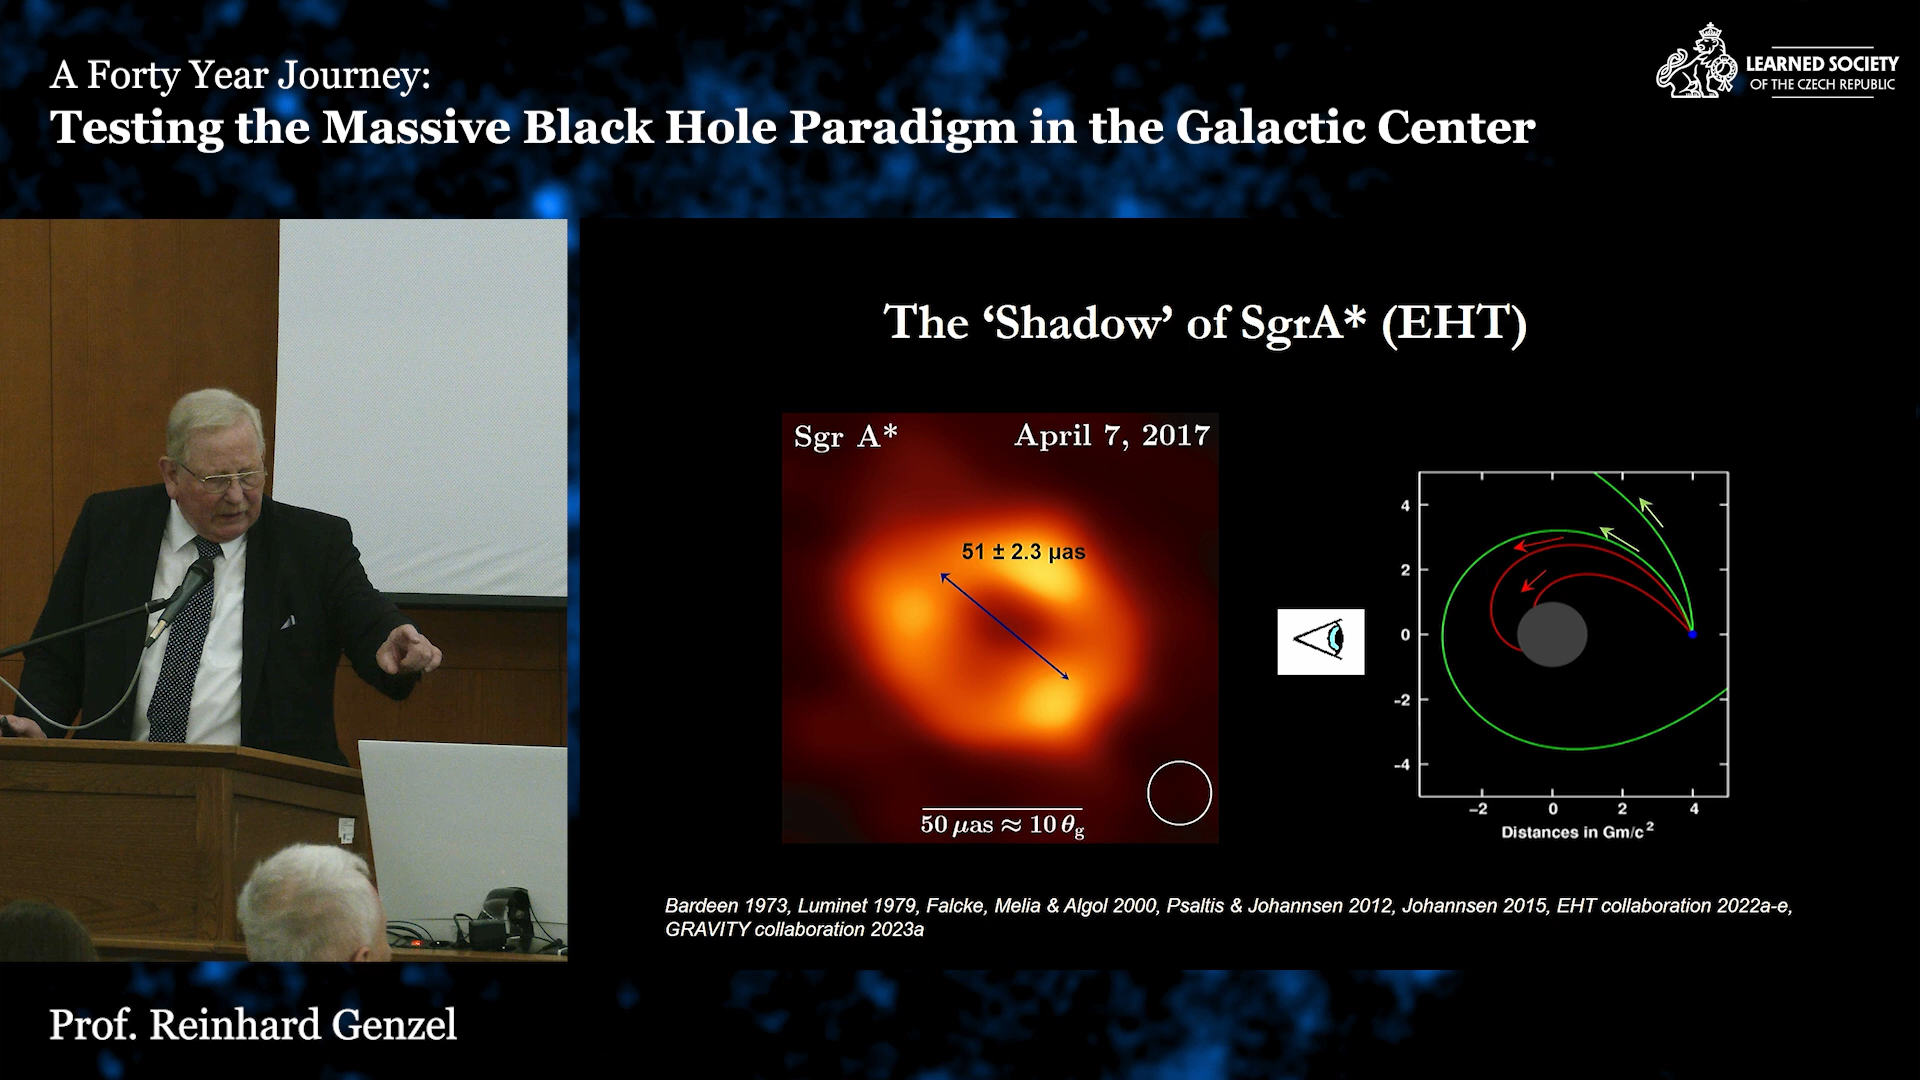 A Forty Year Journey:
Testing the Massive Black Hole Paradigm in the Galactic Center
LEARNED SOCIETY
OF THE CZECH REPUBLIC
The ‘Shadow’ of SgrA* (EHT)
Sgr A*
April 7, 2017
51 ± 2.3 µas
50 µas ≈ 10 θg
4
2
0
-2
-4
-2 0 2 4
Distances in Gm/c²
Bardeen 1973, Luminet 1979, Falcke, Melia & Algol 2000, Psaltis & Johannsen 2012, Johannsen 2015, EHT collaboration 2022a-e,
GRAVITY collaboration 2023a
Prof. Reinhard Genzel